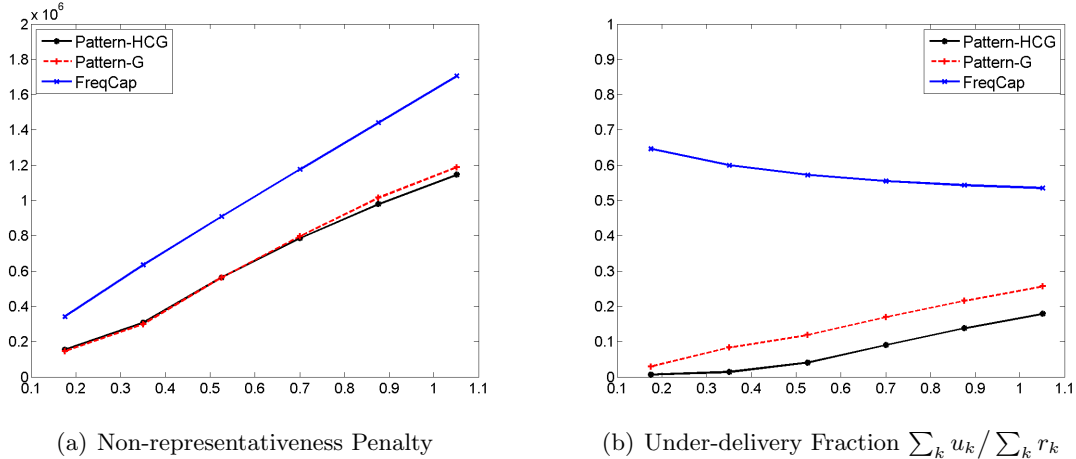 x 10^6
2
1.8
1.6
1.4
1.2
1
0.8
0.6
0.4
0.2
0
0.1 0.2 0.3 0.4 0.5 0.6 0.7 0.8 0.9 1 1.1
Pattern-HCG
Pattern-G
FreqCap
(a) Non-representativeness Penalty
1
0.9
0.8
0.7
0.6
0.5
0.4
0.3
0.2
0.1
0
0.1 0.2 0.3 0.4 0.5 0.6 0.7 0.8 0.9 1 1.1
Pattern-HCG
Pattern-G
FreqCap
(b) Under-delivery Fraction ∑_k u_k / ∑_k r_k